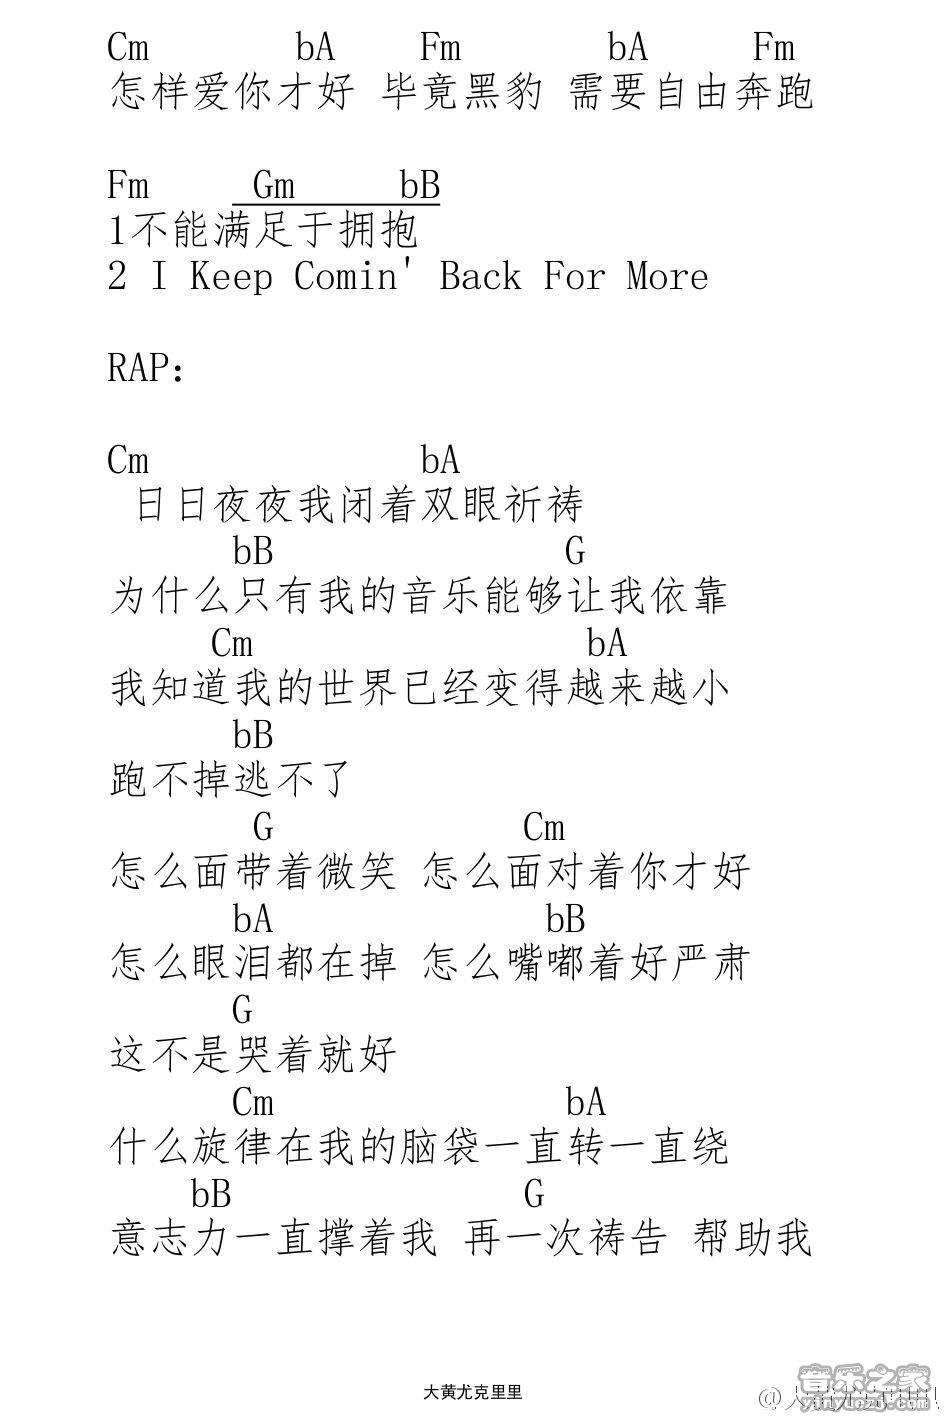 Cm bA Fm bA Fm
怎样爱你才好 毕竟黑豹 需要自由奔跑
Fm Gm bB
1不能满足于拥抱
2 I Keep Comin' Back For More
RAP：
Cm bA
日日夜夜我闭着双眼祈祷
bB G
为什么只有我的音乐能够让我依靠
Cm bA
我知道我的世界已经变得越来越小
bB
跑不掉逃不了
G Cm
怎么面带着微笑 怎么面对着你才好
bA bB
怎么眼泪都在掉 怎么嘴嘟着好严肃
G
这不是哭着就好
Cm bA
什么旋律在我的脑袋一直转一直绕
bB G
意志力一直撑着我 再一次祷告 帮助我
大黄尤克里里
音乐之家
yinyuezj.com